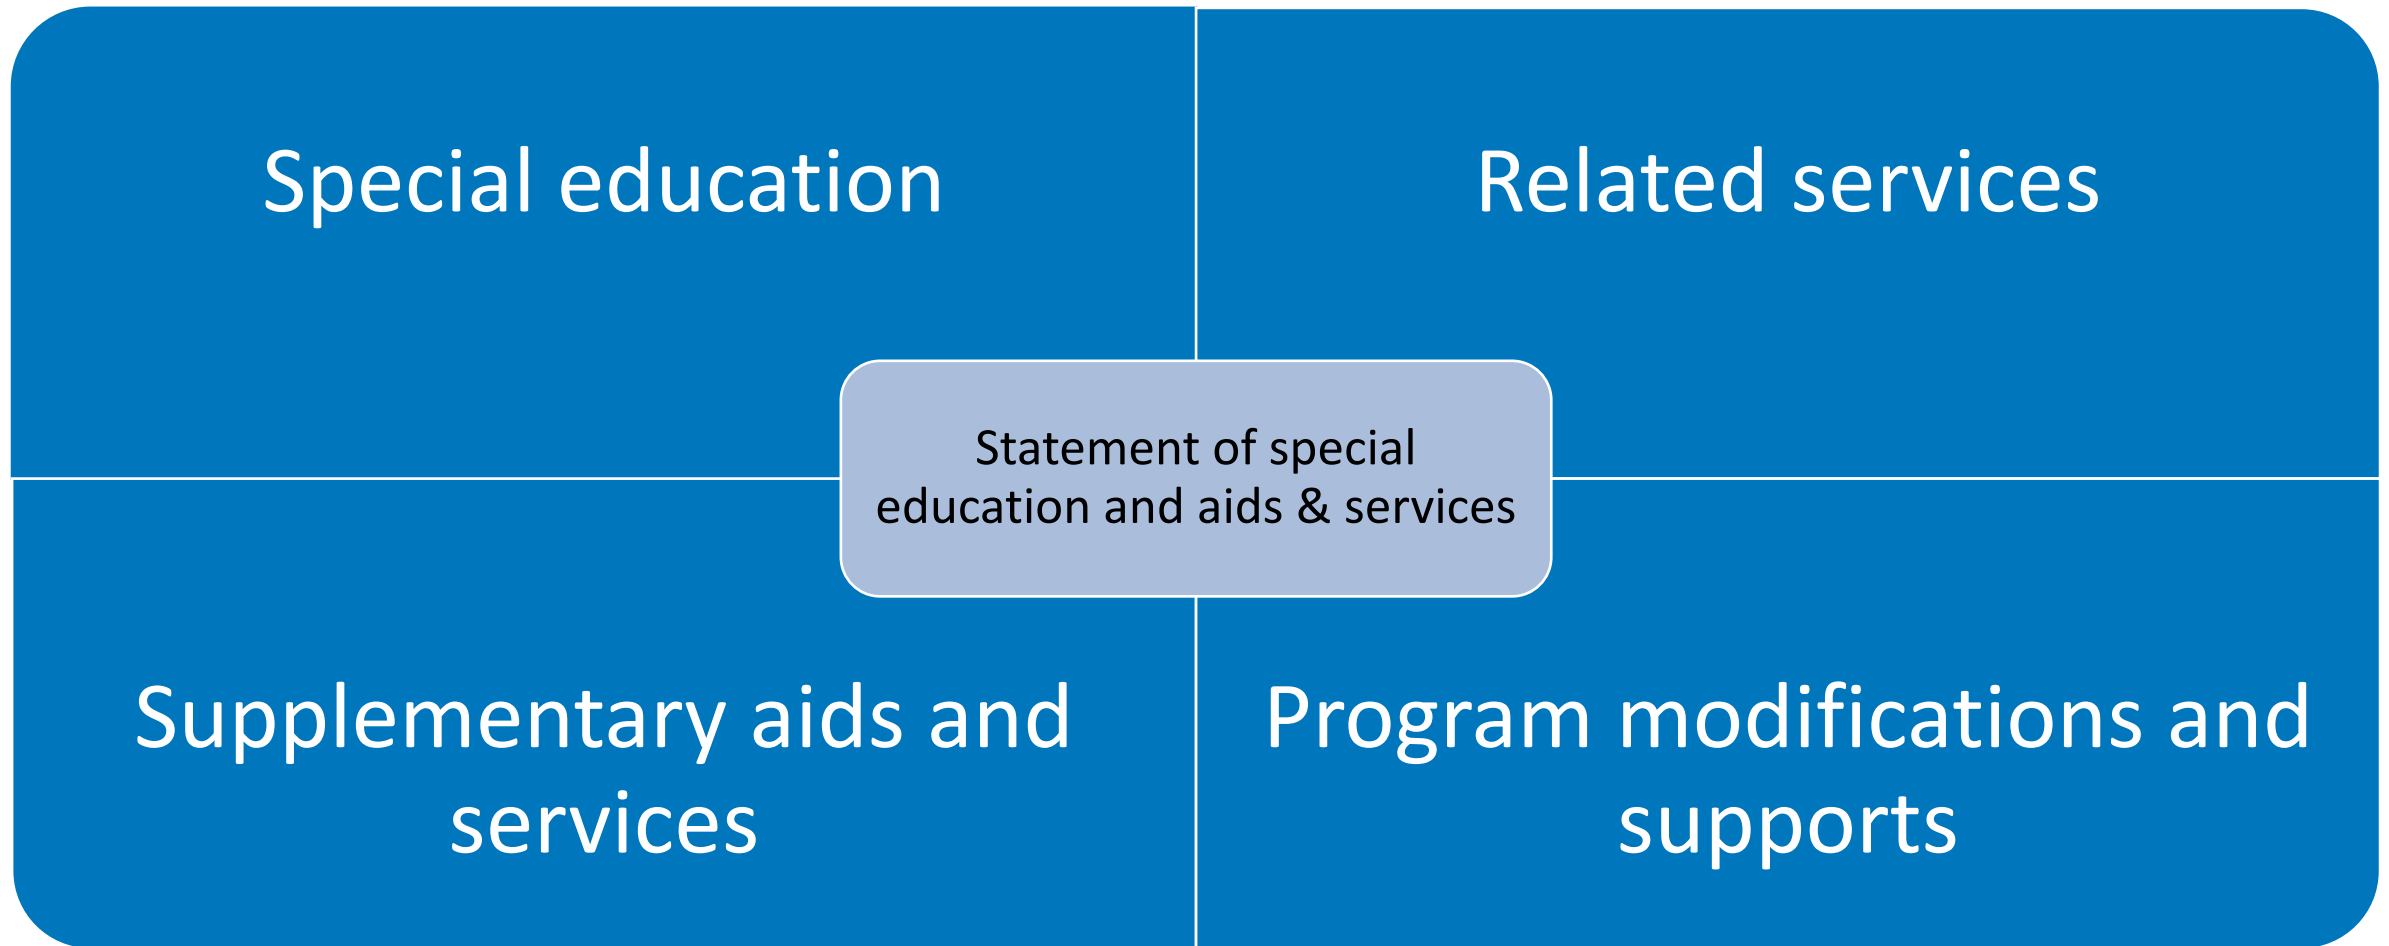 Special education
Related services
Statement of special
education and aids & services
Supplementary aids and
services
Program modifications and
supports